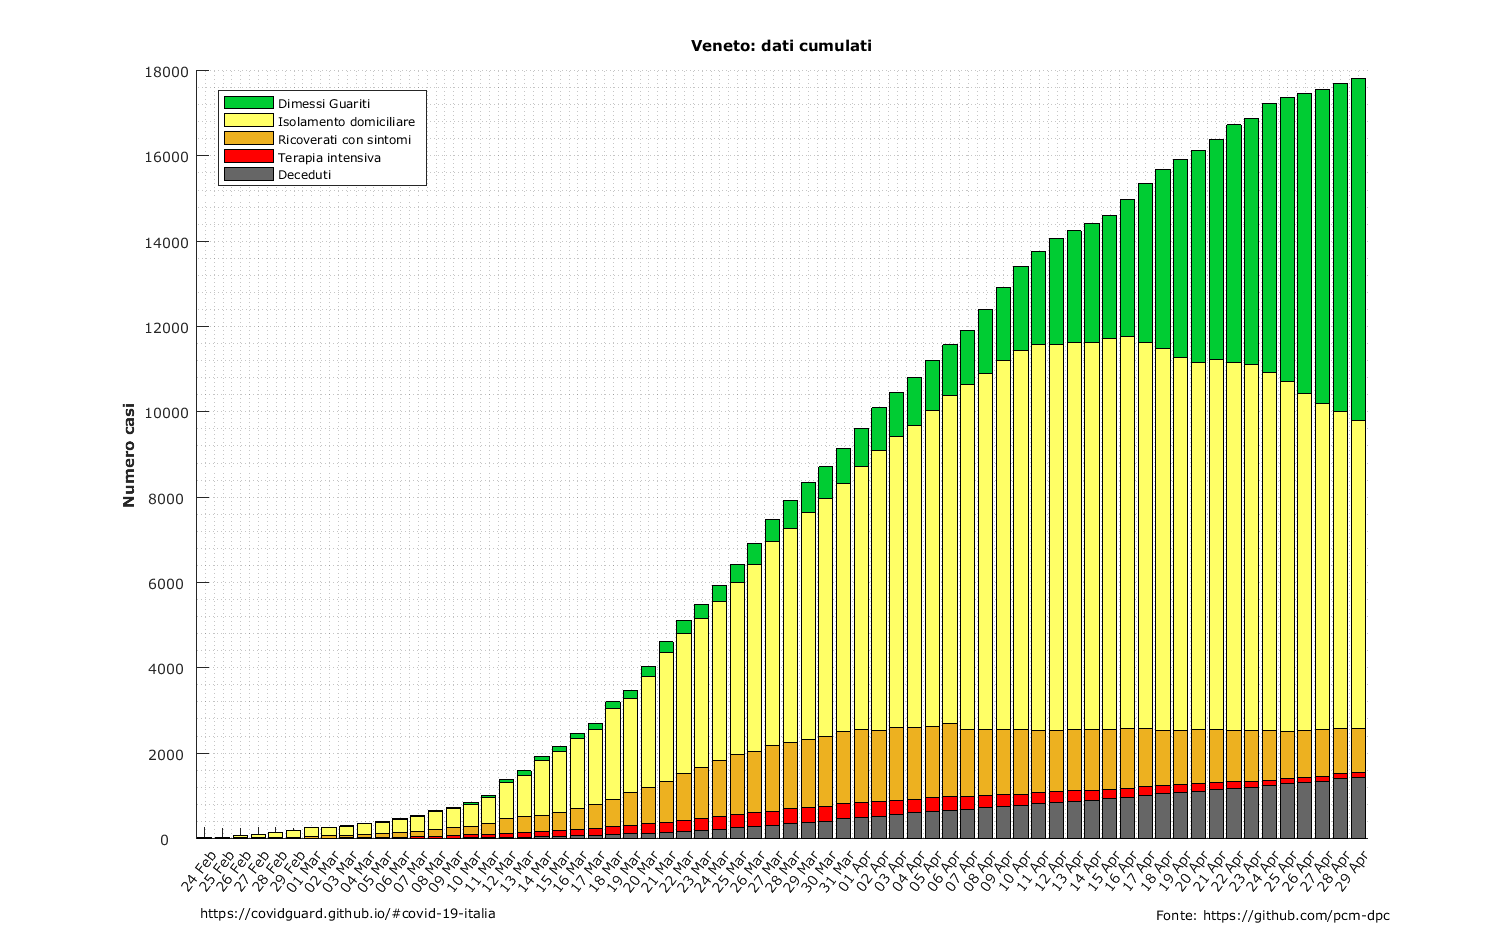 Veneto: dati cumulati
18000
16000
14000
12000
10000
8000
6000
4000
2000
0
Numero casi
Dimessi Guariti
Isolamento domiciliare
Ricoverati con sintomi
Terapia intensiva
Deceduti
24 Feb
25 Feb
26 Feb
27 Feb
28 Feb
29 Feb
01 Mar
02 Mar
03 Mar
04 Mar
05 Mar
06 Mar
07 Mar
08 Mar
09 Mar
10 Mar
11 Mar
12 Mar
13 Mar
14 Mar
15 Mar
16 Mar
17 Mar
18 Mar
19 Mar
20 Mar
21 Mar
22 Mar
23 Mar
24 Mar
25 Mar
26 Mar
27 Mar
28 Mar
29 Mar
30 Mar
31 Mar
01 Apr
02 Apr
03 Apr
04 Apr
05 Apr
06 Apr
07 Apr
08 Apr
09 Apr
10 Apr
11 Apr
12 Apr
13 Apr
14 Apr
15 Apr
16 Apr
17 Apr
18 Apr
19 Apr
20 Apr
21 Apr
22 Apr
23 Apr
24 Apr
25 Apr
26 Apr
27 Apr
28 Apr
29 Apr
https://covidguard.github.io/#covid-19-italia
Fonte: https://github.com/pcm-dpc